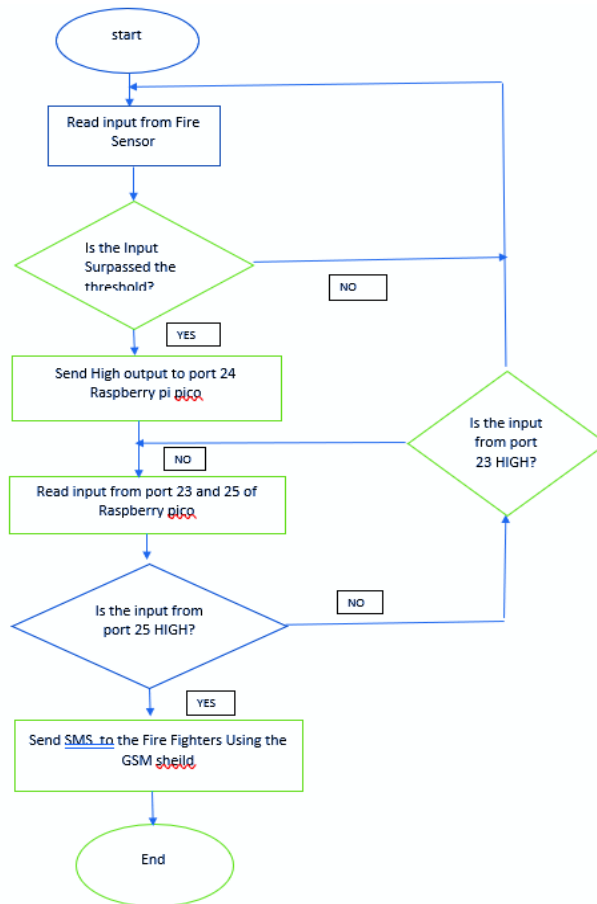 start
Read input from Fire
Sensor
Is the Input
Surpassed the
threshold?
NO
YES
Send High output to port 24
Raspberry pi pico
Is the input
from port
23 HIGH?
NO
Read input from port 23 and 25 of
Raspberry pico
Is the input from
port 25 HIGH?
NO
YES
Send SMS to the Fire Fighters Using the
GSM sheild
End